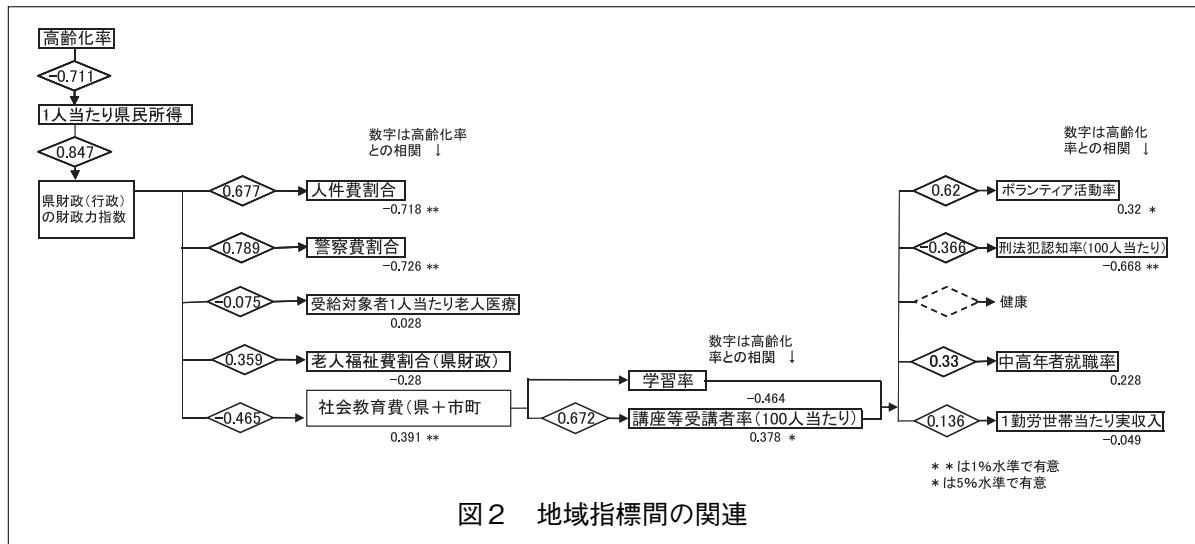 高齢化率
-0.711
1人当たり県民所得
0.847
県財政(行政)
の財政力指数
数字は高齢化率
との相関 ↓
0.677
人件費割合
-0.718 **
0.789
警察費割合
-0.726 **
-0.075
受給対象者1人当たり老人医療
0.028
0.359
老人福祉費割合(県財政)
-0.28
-0.465
社会教育費(県+市町
0.391 **
数字は高齢化
率との相関 ↓
学習率
-0.464
0.672
講座等受講者率(100人当たり)
0.378 *
数字は高齢化
率との相関 ↓
0.62
ボランティア活動率
0.32 *
-0.366
刑法犯認知率(100人当たり)
-0.668 **
健康
0.33
中高年者就職率
0.228
0.136
1勤労世帯当たり実収入
-0.049
**は1%水準で有意
*は5%水準で有意
図2 地域指標間の関連